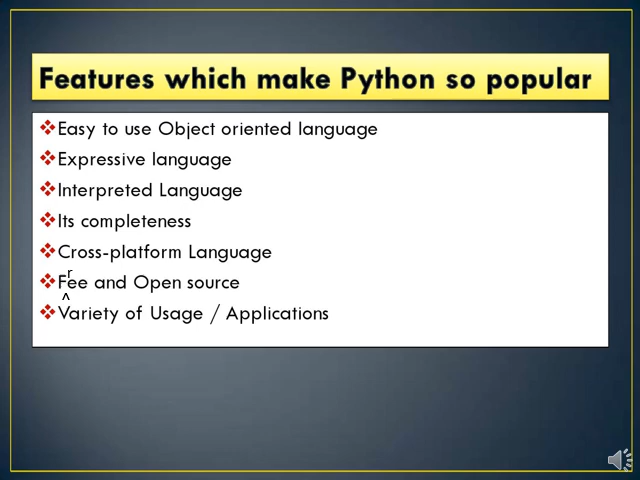 Features which make Python so popular
Easy to use Object oriented language
Expressive language
Interpreted Language
Its completeness
Cross-platform Language
r
Fee and Open source
^
Variety of Usage / Applications